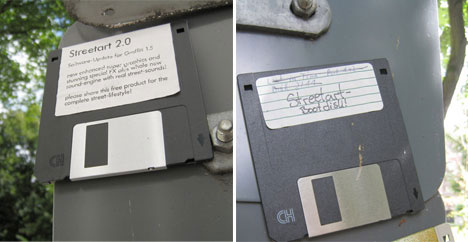 Streetart 2.0
Software-Update for Graffiti 1.5
new enhanced super graphics and
stunning special FX plus whole new
sound-engine with real street-sounds!
please share this free product for the
complete street-lifestyle!
CH
Streetart-
Bootdisk!
CH